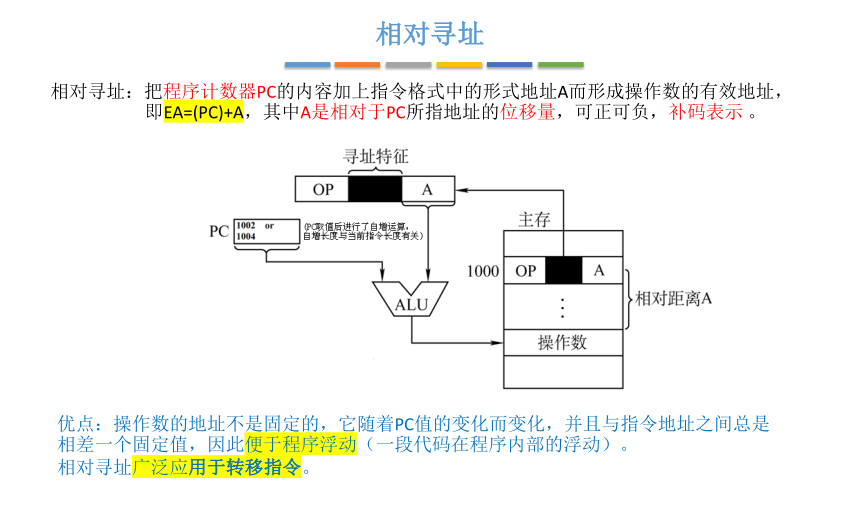 相对寻址
相对寻址：把程序计数器PC的内容加上指令格式中的形式地址A而形成操作数的有效地址，
即EA=(PC)+A，其中A是相对于PC所指地址的位移量，可正可负，补码表示 。
寻址特征
OP A
PC 1002 or
1004
(PC取值后进行了自增运算，
自增长度与当前指令长度有关)
ALU
主存
1000 OP A
相对距离A
操作数
优点：操作数的地址不是固定的，它随着PC值的变化而变化，并且与指令地址之间总是
相差一个固定值，因此便于程序浮动（一段代码在程序内部的浮动）。
相对寻址广泛应用于转移指令。